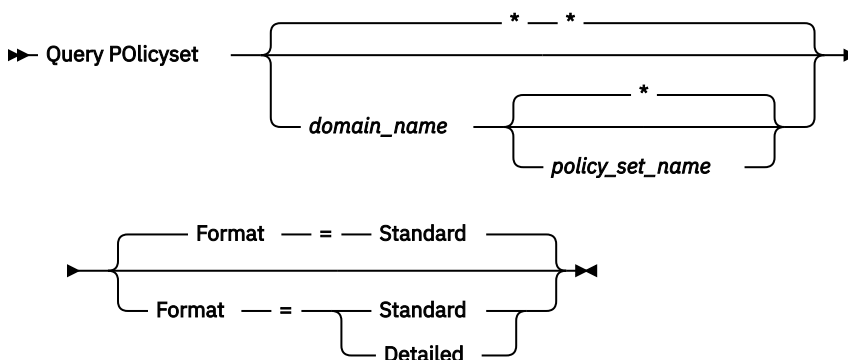 * *
Query POlicyset
*
domain_name
policy_set_name
Format = Standard
Format = Standard
Detailed